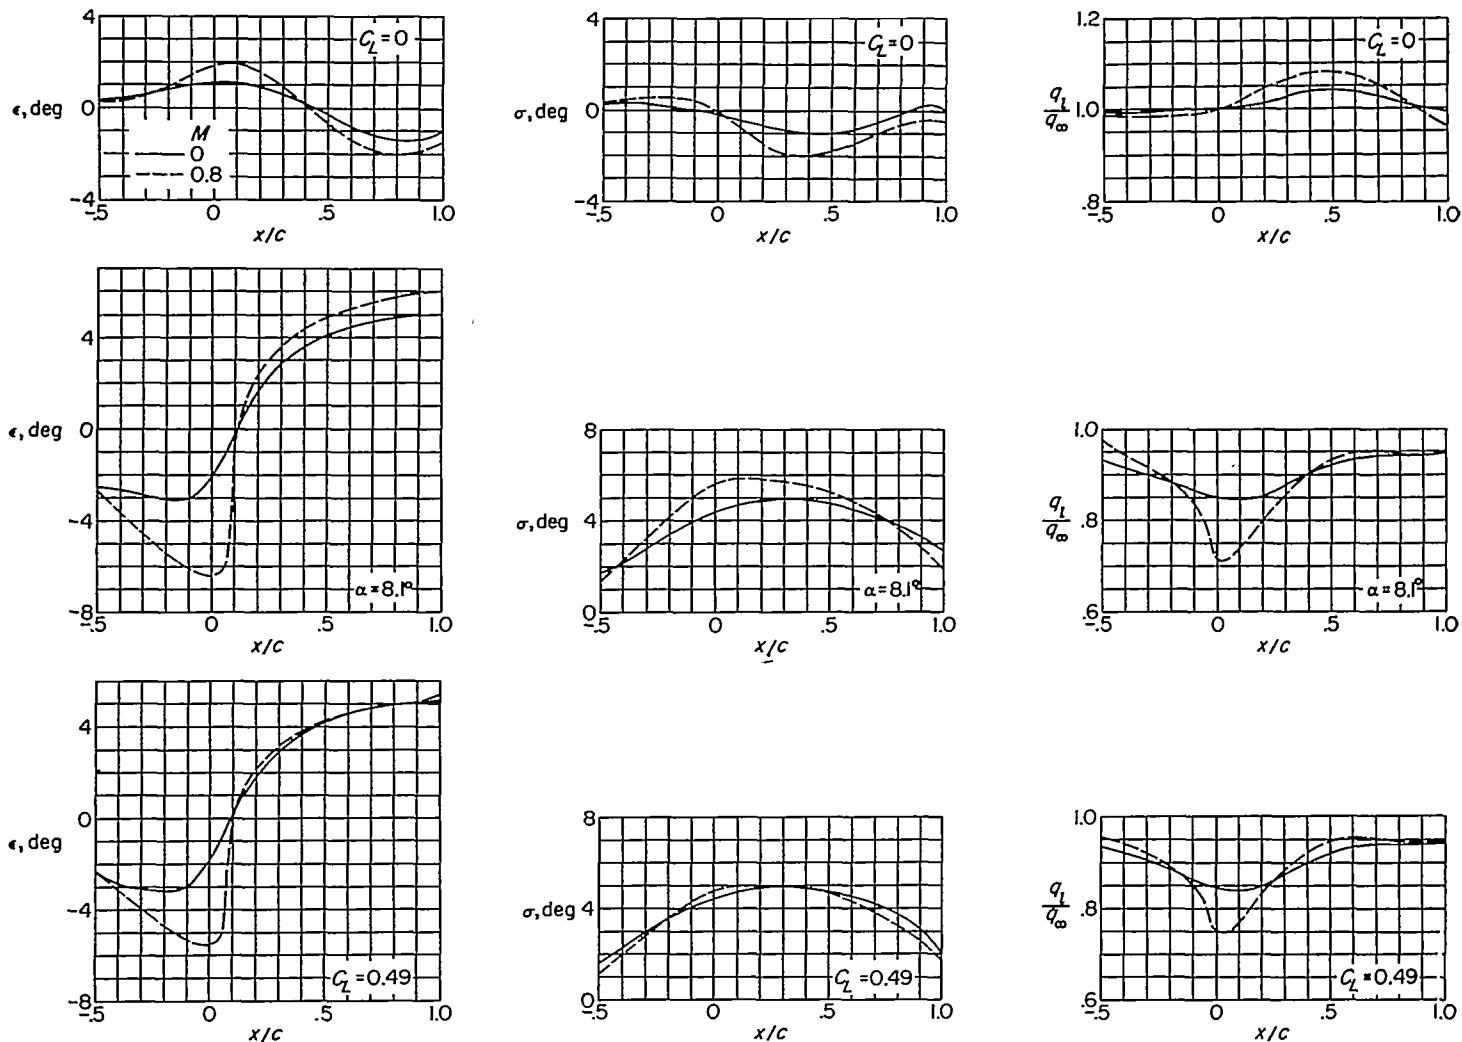 4
C_L = 0
ε, deg
0
M
0
0.8
-4
-.5
0
.5
1.0
x/c
4
C_L = 0
σ, deg
0
-4
-.5
0
.5
1.0
x/c
1.2
C_L = 0
q_l/q_∞
1.0
.8
-.5
0
.5
1.0
x/c
4
ε, deg
0
-4
α = 8.1°
-8
-.5
0
.5
1.0
x/c
8
σ, deg
4
α = 8.1°
0
-.5
0
.5
1.0
x/c
1.0
q_l/q_∞
.8
α = 8.1°
.6
-.5
0
.5
1.0
x/c
4
0
ε, deg
-4
C_L = 0.49
-8
-.5
0
.5
1.0
x/c
8
σ, deg
4
C_L = 0.49
0
-.5
0
.5
1.0
x/c
1.0
q_l/q_∞
.8
C_L = 0.49
.6
-.5
0
.5
1.0
x/c